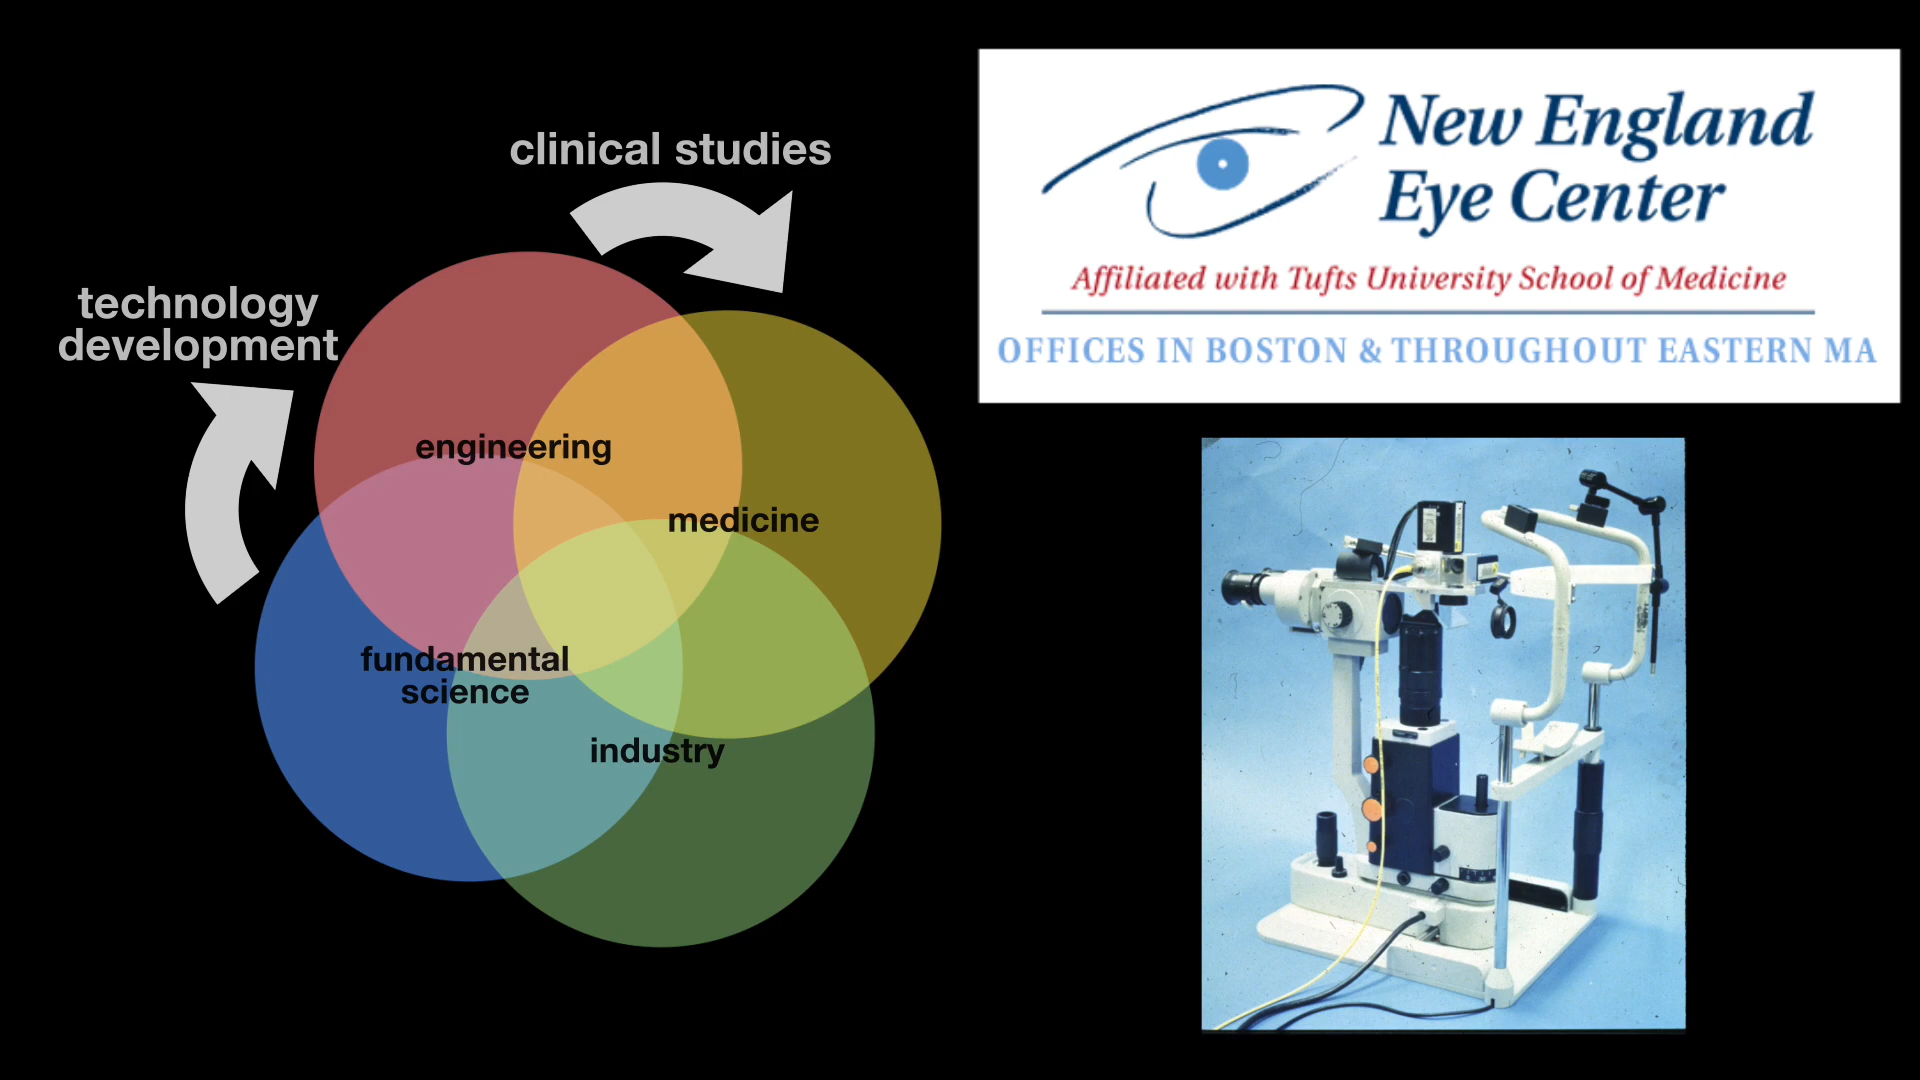 clinical studies
technology
development
engineering
medicine
fundamental
science
industry
New England
Eye Center
Affiliated with Tufts University School of Medicine
OFFICES IN BOSTON & THROUGHOUT EASTERN MA